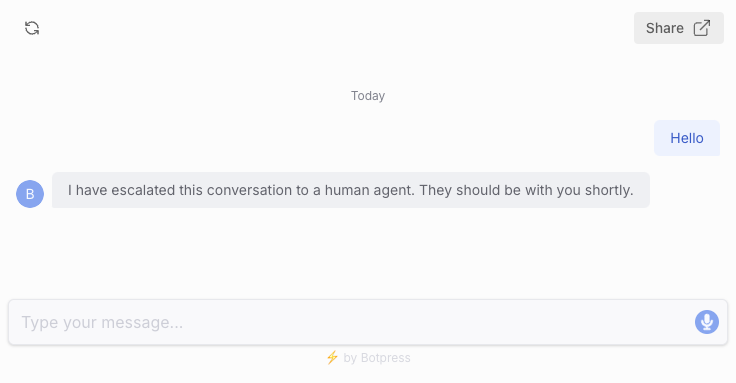 Share
Today
Hello
B
I have escalated this conversation to a human agent. They should be with you shortly.
Type your message...
⚡ by Botpress